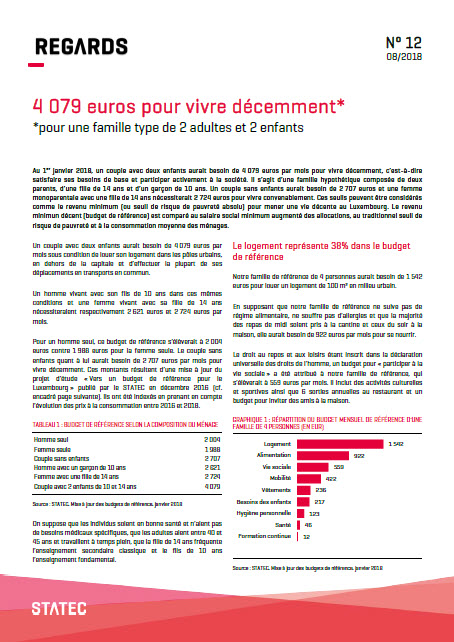 REGARDS
N° 12
08/2018
4 079 euros pour vivre décemment*
*pour une famille type de 2 adultes et 2 enfants
Au 1er janvier 2018, un couple avec deux enfants aurait besoin de 4 079 euros par mois pour vivre décemment, c'est-à-dire
satisfaire ses besoins de base et participer activement à la société. Il s'agit d'une famille hypothétique composée de deux
parents, d'une fille de 14 ans et d'un garçon de 10 ans. Un couple sans enfants aurait besoin de 2 707 euros et une femme
monoparentale avec une fille de 14 ans nécessiterait 2 724 euros pour vivre convenablement. Ces seuils peuvent être considérés
comme le revenu minimum (ou seuil de risque de pauvreté absolu) pour mener une vie décente au Luxembourg. Le revenu
minimum décent (budget de référence) est comparé au salaire social minimum augmenté des allocations, au traditionnel seuil de
risque de pauvreté et à la consommation moyenne des ménages.
Un couple avec deux enfants aurait besoin de 4 079 euros par
mois sous condition de louer son logement dans les pôles urbains,
en dehors de la capitale et d'effectuer la plupart de ses
déplacements en transports en commun.
Un homme vivant avec son fils de 10 ans dans ces mêmes
conditions et une femme vivant avec sa fille de 14 ans
nécessiteraient respectivement 2 621 euros et 2 724 euros par
mois.
Pour un homme seul, ce budget de référence s'élèverait à 2 004
euros contre 1 988 euros pour la femme seule. Le couple sans
enfants quant à lui aurait besoin de 2 707 euros par mois pour
vivre décemment. Ces montants résultent d'une mise à jour du
projet d'étude « Vers un budget de référence pour le
Luxembourg » publié par le STATEC en décembre 2016 (cf.
encadré page suivante). Ils ont été indexés en prenant en compte
l'évolution des prix à la consommation entre 2016 et 2018.
TABLEAU 1 : BUDGET DE RÉFÉRENCE SELON LA COMPOSITION DU MÉNAGE
Homme seul 2 004
Femme seule 1 988
Couple sans enfants 2 707
Homme avec un garçon de 10 ans 2 621
Femme avec une fille de 14 ans 2 724
Couple avec 2 enfants de 10 et 14 ans 4 079
Source : STATEC. Mise à jour des budgets de référence, janvier 2018
On suppose que les individus soient en bonne santé et n'aient pas
de besoins médicaux spécifiques, que les adultes aient entre 40 et
45 ans et travaillent à temps plein, que la fille de 14 ans fréquente
l'enseignement secondaire classique et le fils de 10 ans
l'enseignement fondamental.
Le logement représente 38% dans le budget
de référence
Notre famille de référence de 4 personnes aurait besoin de 1 542
euros pour louer un logement de 100 m² en milieu urbain.
En supposant que notre famille de référence ne suive pas de
régime alimentaire, ne souffre pas d'allergies et que la majorité
des repas de midi soient pris à la cantine et ceux du soir à la
maison, elle aurait besoin de 922 euros par mois pour se nourrir.
Le droit au repos et aux loisirs étant inscrit dans la déclaration
universelle des droits de l'homme, un budget pour « participer à la
vie sociale » a été attribué à notre famille de référence, qui
s'élèverait à 559 euros par mois. Il inclut des activités culturelles
et sportives ainsi que 6 sorties annuelles au restaurant et un
budget pour inviter des amis à la maison.
GRAPHIQUE 1 : RÉPARTITION DU BUDGET MENSUEL DE RÉFÉRENCE D'UNE
FAMILLE DE 4 PERSONNES (EN EUR)
Logement 1 542
Alimentation 922
Vie sociale 559
Mobilité 422
Vêtements 236
Besoins des enfants 217
Hygiène personnelle 123
Santé 46
Formation continue 12
Source : STATEC. Mise à jour des budgets de référence, janvier 2018
STATEC